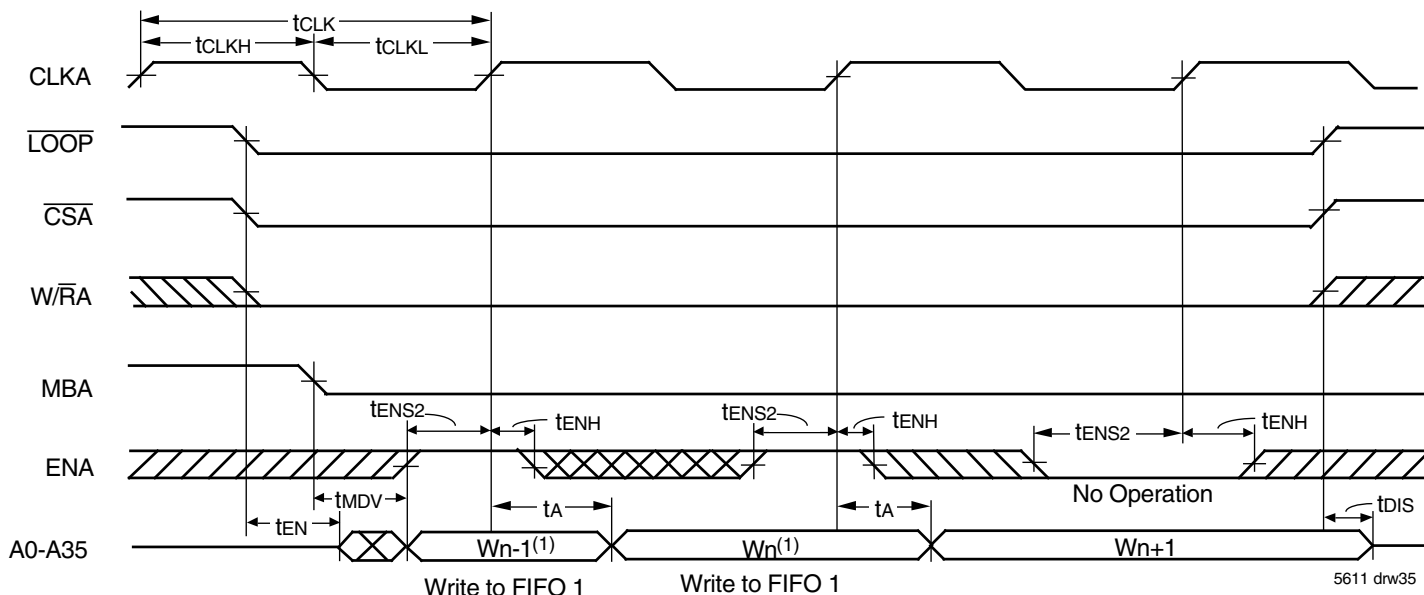 tCLK
tCLKH tCLKL
CLKA
LOOP
CSA
W/RA
MBA
tENS2 tENH tENS2 tENH tENS2 tENH
ENA
No Operation
tMDV
tEN tA tA tDIS
A0-A35 Wn-1(1) Wn(1) Wn+1
Write to FIFO 1 Write to FIFO 1
5611 drw35